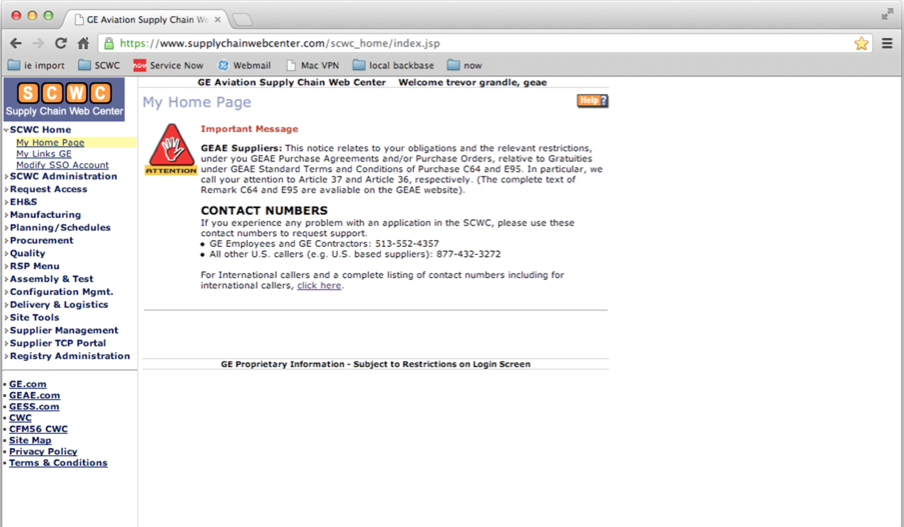 GE Aviation Supply Chain We
https://www.supplychainwebcenter.com/scwc_home/index.jsp
ie import
SCWC
now
Service Now
Webmail
Mac VPN
local backbase
now
SCWC
Supply Chain Web Center
GE Aviation Supply Chain Web Center Welcome trevor grandle, geae
My Home Page
Help ?
SCWC Home
My Home Page
My Links GE
Modify SSO Account
SCWC Administration
Request Access
EH&S
Manufacturing
Planning/Schedules
Procurement
Quality
RSP Menu
Assembly & Test
Configuration Mgmt.
Delivery & Logistics
Site Tools
Supplier Management
Supplier TCP Portal
Registry Administration
• GE.com
• GEAE.com
• GESS.com
• CWC
• CFM56 CWC
• Site Map
• Privacy Policy
• Terms & Conditions
ATTENTION
Important Message
GEAE Suppliers: This notice relates to your obligations and the relevant restrictions,
under you GEAE Purchase Agreements and/or Purchase Orders, relative to Gratuities
under GEAE Standard Terms and Conditions of Purchase C64 and E95. In particular, we
call your attention to Article 37 and Article 36, respectively. (The complete text of
Remark C64 and E95 are avaliable on the GEAE website).
CONTACT NUMBERS
If you experience any problem with an application in the SCWC, please use these
contact numbers to request support.
• GE Employees and GE Contractors: 513-552-4357
• All other U.S. callers (e.g. U.S. based suppliers): 877-432-3272
For International callers and a complete listing of contact numbers including for
international callers, click here.
GE Proprietary Information - Subject to Restrictions on Login Screen